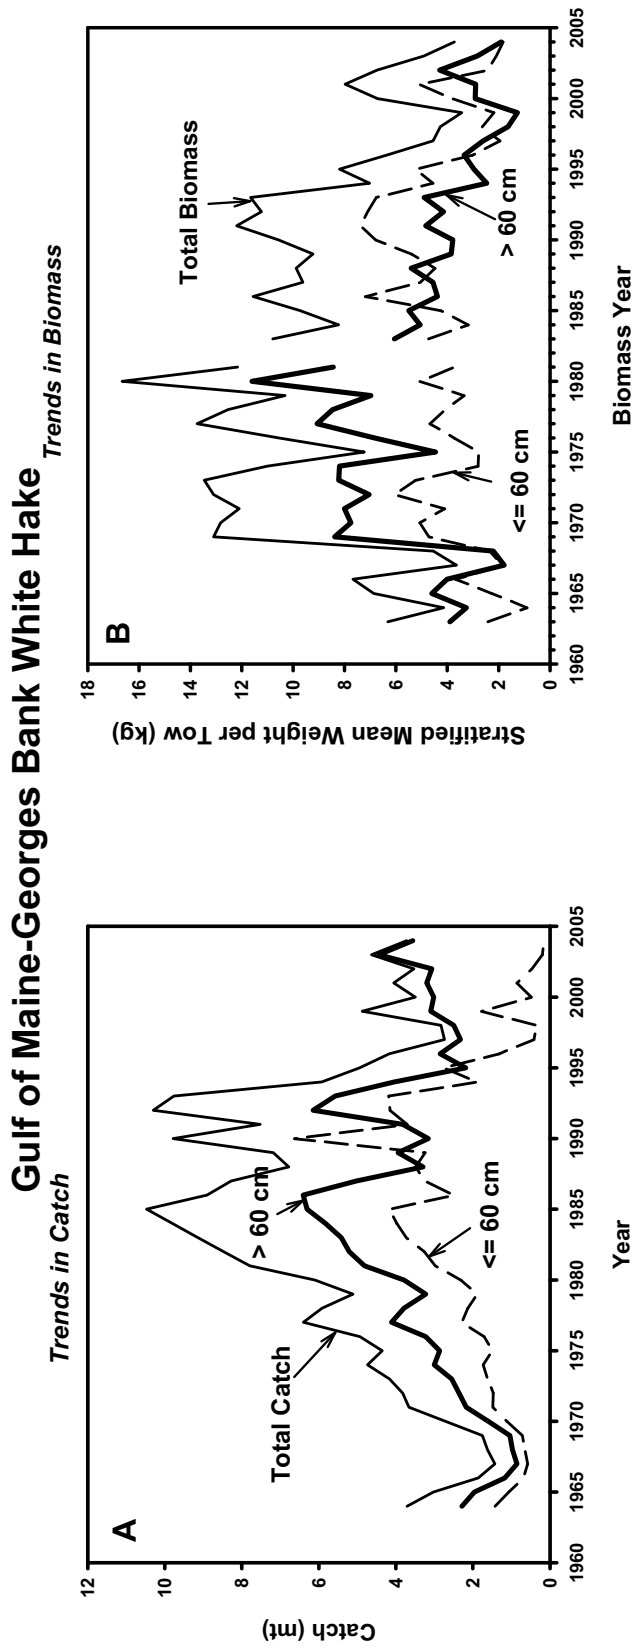 Gulf of Maine-Georges Bank White Hake
Trends in Catch
A
12
10
8
6
4
2
0
Catch (mt)
Total Catch
> 60 cm
<= 60 cm
1960 1965 1970 1975 1980 1985 1990 1995 2000 2005
Year
Trends in Biomass
B
18
16
14
12
10
8
6
4
2
0
Stratified Mean Weight per Tow (kg)
Total Biomass
> 60 cm
<= 60 cm
1960 1965 1970 1975 1980 1985 1990 1995 2000 2005
Biomass Year